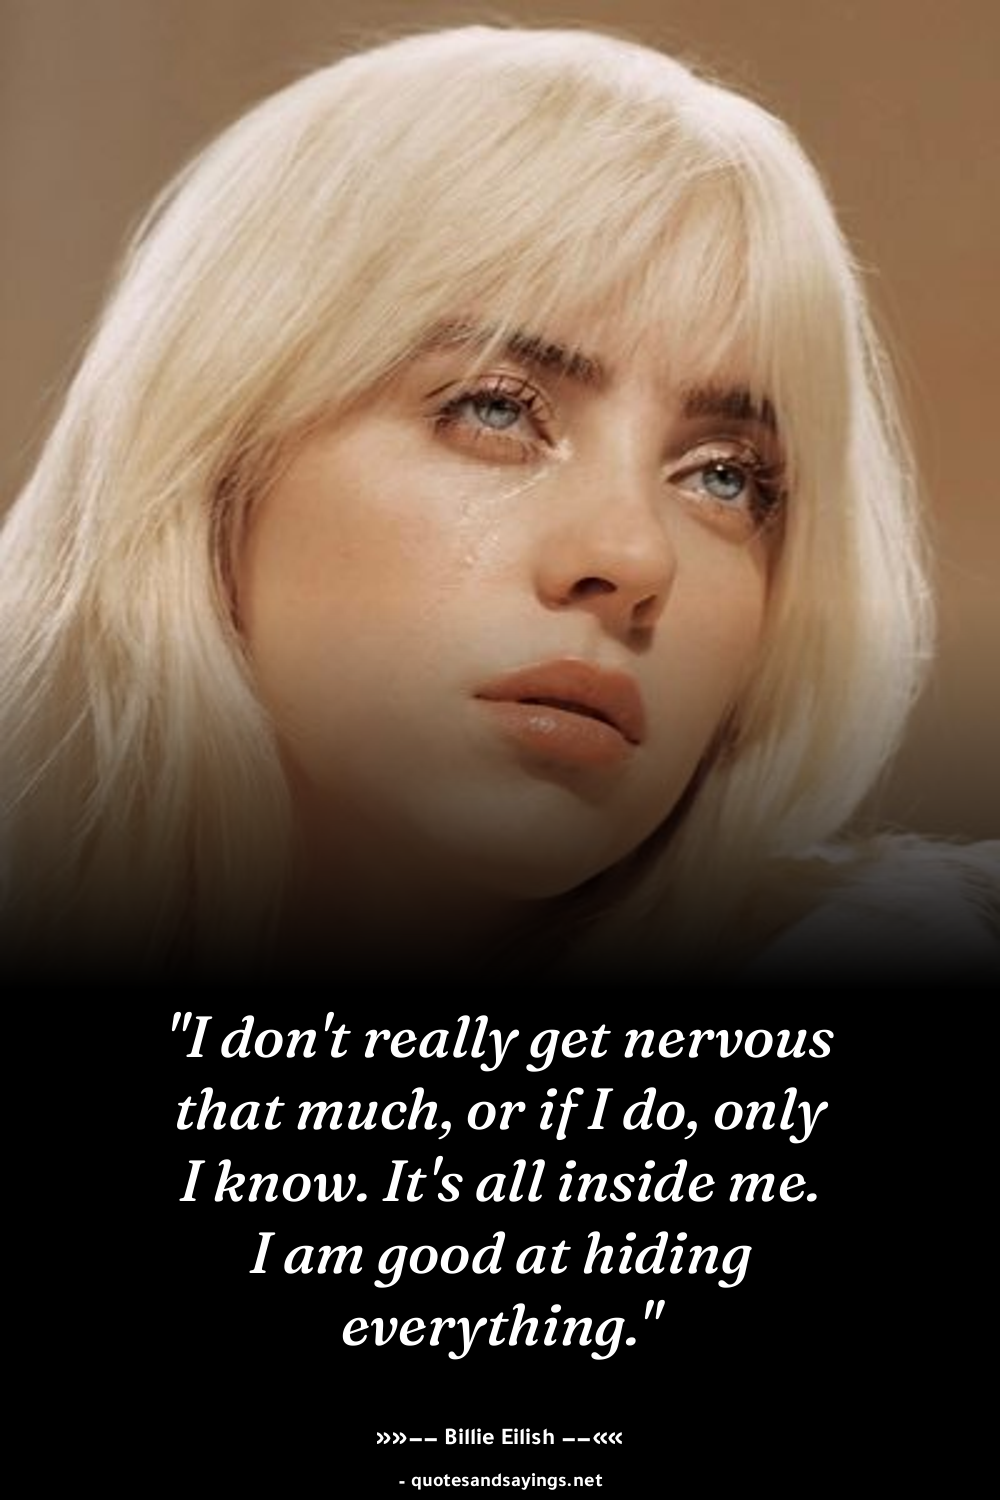 "I don't really get nervous
that much, or if I do, only
I know. It's all inside me.
I am good at hiding
everything."
»»−− Billie Eilish −−««
- quotesandsayings.net